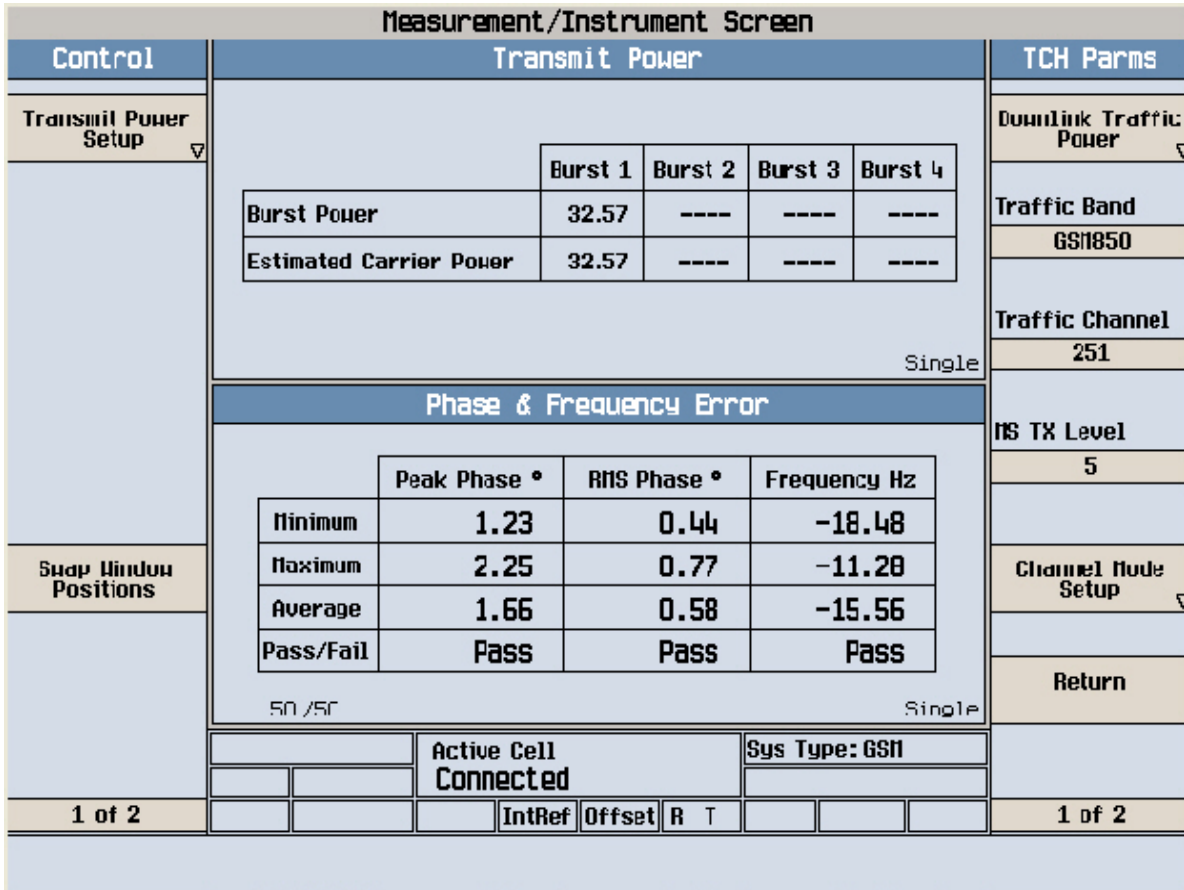 Measurement/Instrument Screen
Control
Transmit Power
TCH Parms
Transmit Power
Setup
Downlink Traffic
Power
Burst 1 Burst 2 Burst 3 Burst 4
Burst Power 32.57 ---- ---- ----
Estimated Carrier Power 32.57 ---- ---- ----
Traffic Band
GSM850
Traffic Channel
251
Single
Phase & Frequency Error
MS TX Level
5
Peak Phase ° RMS Phase ° Frequency Hz
Minimum 1.23 0.44 -18.48
Maximum 2.25 0.77 -11.28
Average 1.66 0.58 -15.56
Pass/Fail Pass Pass Pass
Swap Window
Positions
Channel Mode
Setup
Return
50/50
Single
Active Cell
Connected
Sys Type: GSM
IntRef Offset R T
1 of 2
1 of 2